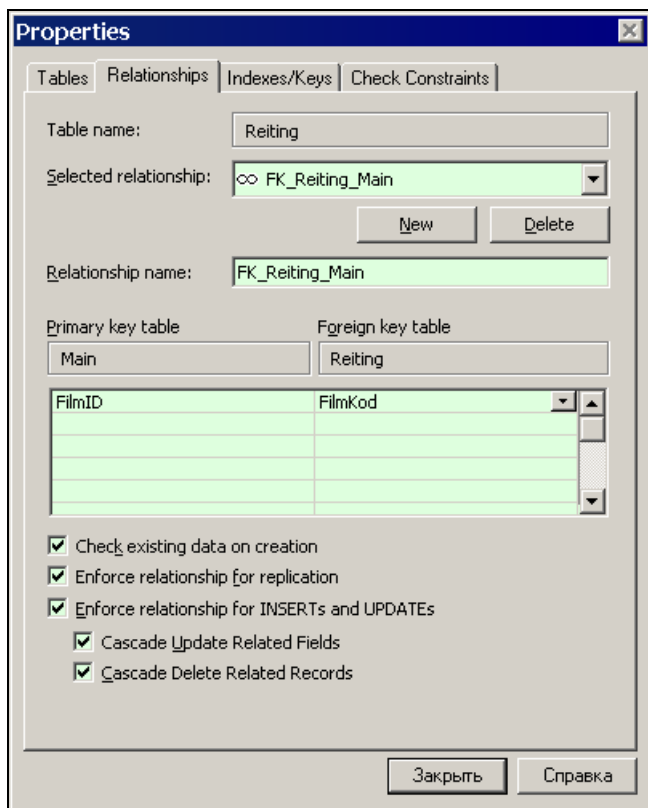 Properties
Tables Relationships Indexes/Keys Check Constraints
Table name: Reiting
Selected relationship: FK_Reiting_Main
New Delete
Relationship name: FK_Reiting_Main
Primary key table Foreign key table
Main Reiting
FilmID FilmKod
Check existing data on creation
Enforce relationship for replication
Enforce relationship for INSERTs and UPDATEs
Cascade Update Related Fields
Cascade Delete Related Records
Закрыть Справка